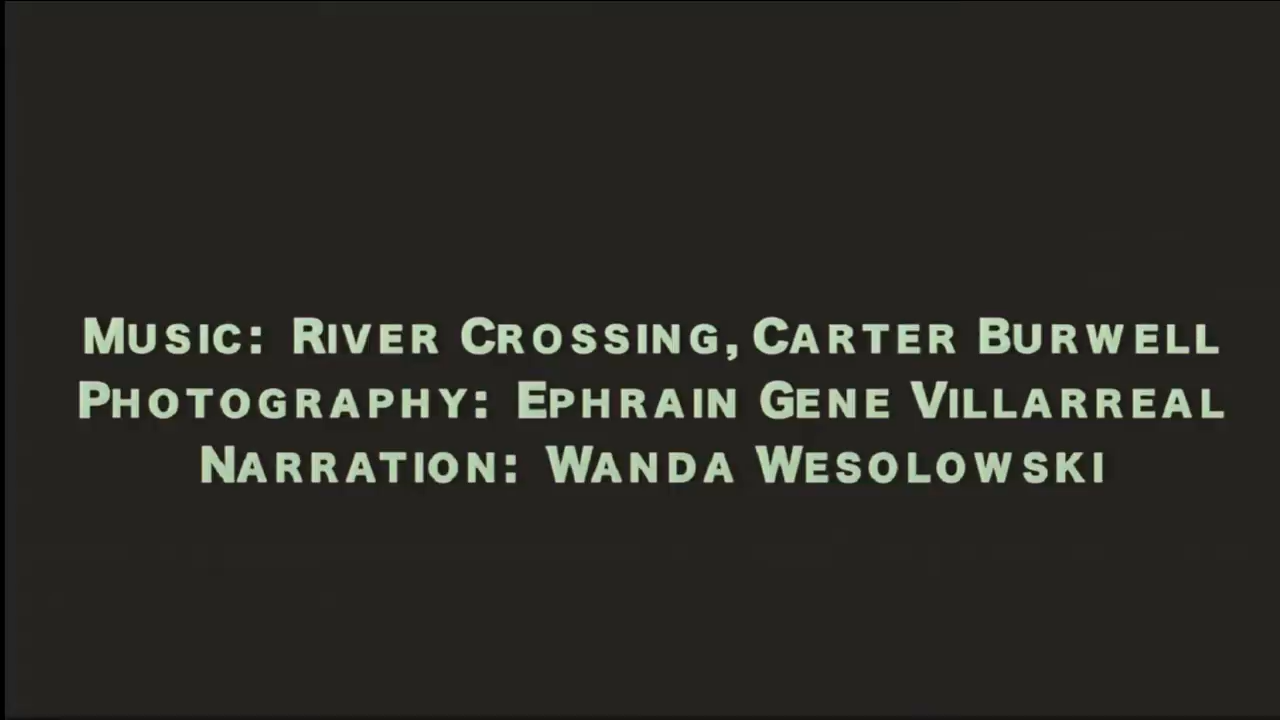 Music: River Crossing, Carter Burwell
Photography: Ephrain Gene Villarreal
Narration: Wanda Wesolowski